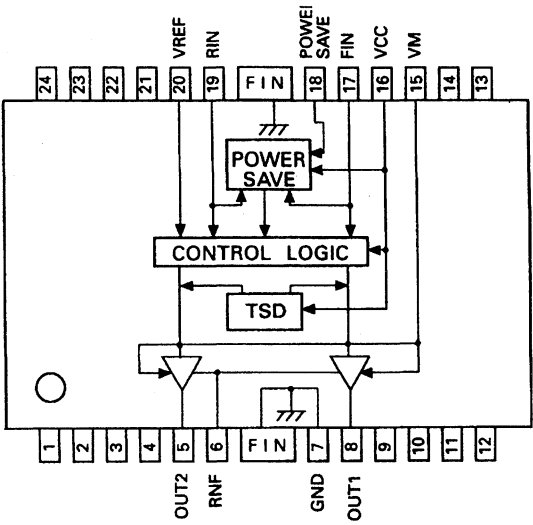 VREF
RIN
POWER
SAVE
FIN
VCC
VM
24 23 22 21 20 19 FIN 18 17 16 15 14 13
POWER
SAVE
CONTROL LOGIC
TSD
1 2 3 4 5 6 FIN 7 8 9 10 11 12
OUT2
RNF
GND
OUT1